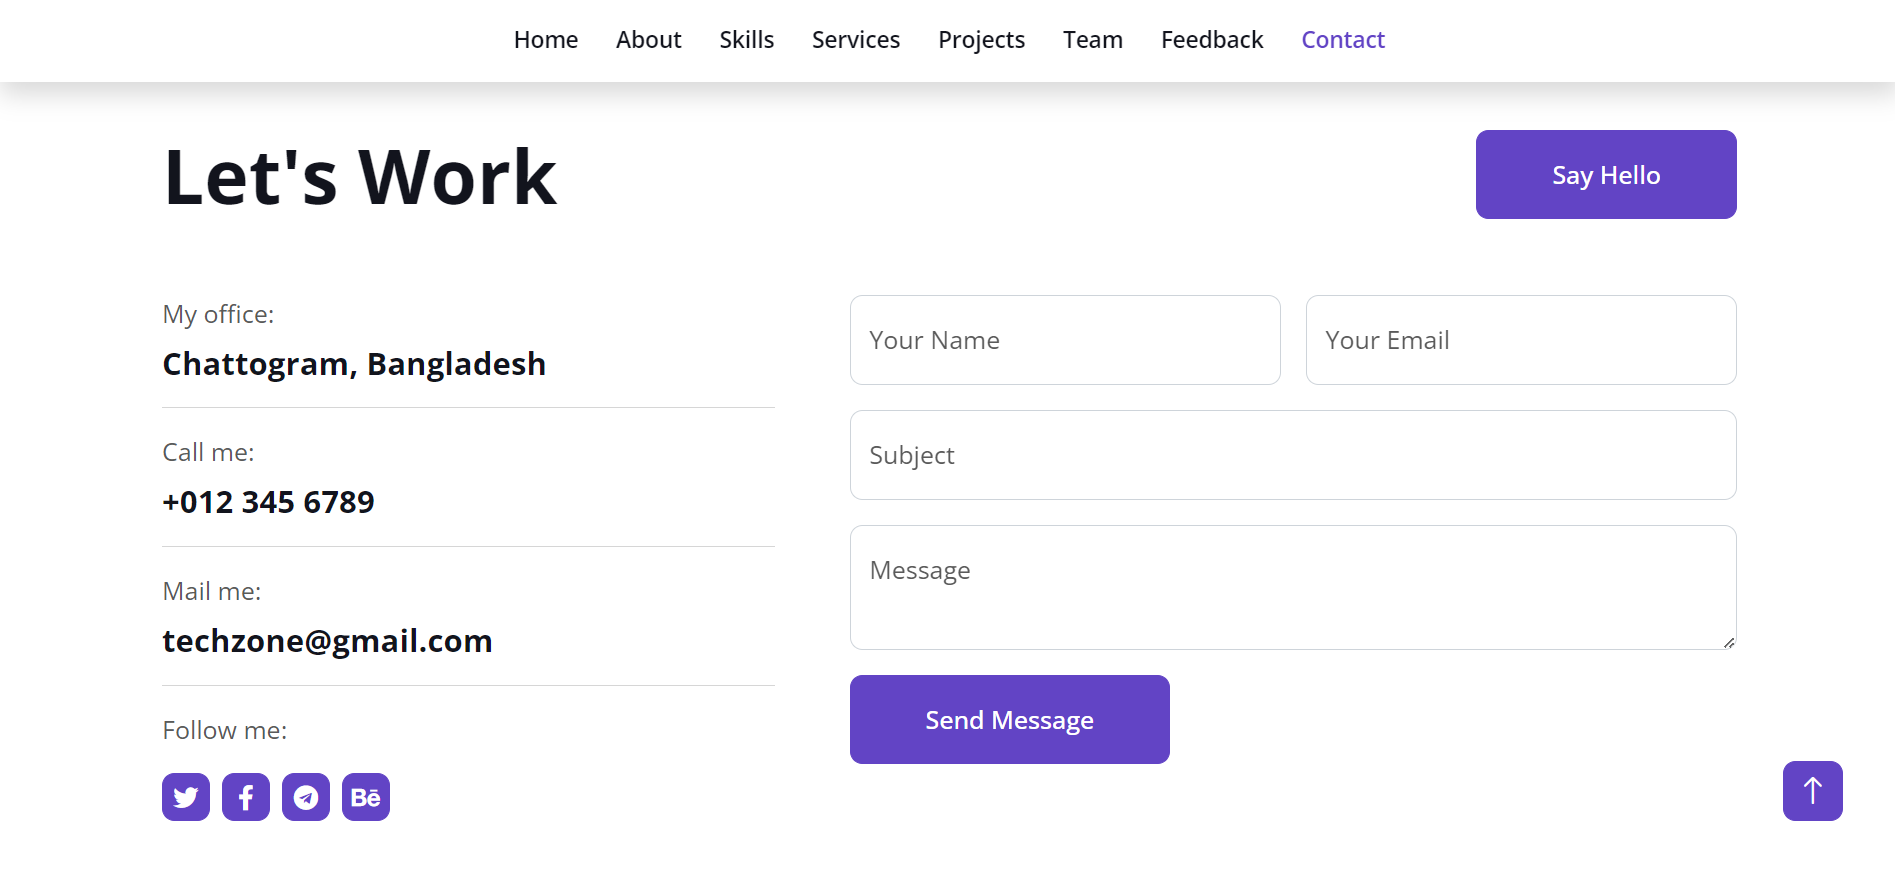 Home About Skills Services Projects Team Feedback Contact
Let's Work
Say Hello
My office:
Chattogram, Bangladesh
Call me:
+012 345 6789
Mail me:
techzone@gmail.com
Follow me:
Bē
Your Name
Your Email
Subject
Message
Send Message